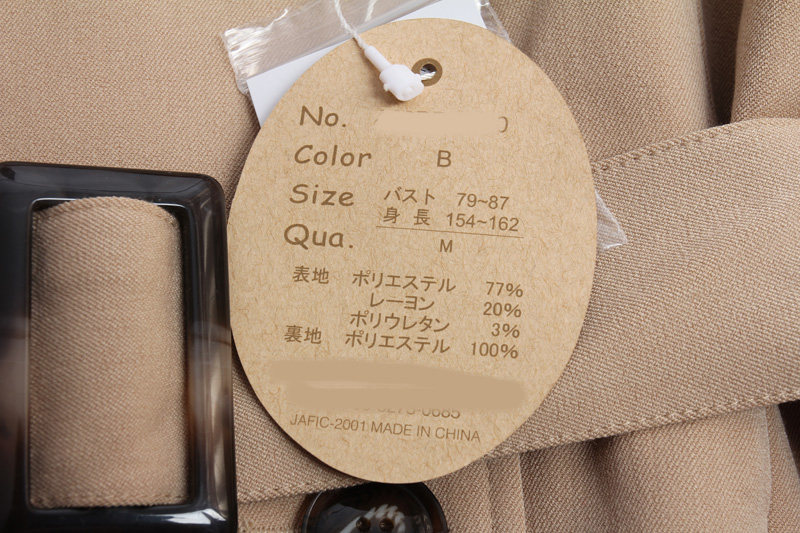 No.
Color B
Size バスト 79~87
身長 154~162
Qua. M
表地 ポリエステル 77%
レーヨン 20%
ポリウレタン 3%
裏地 ポリエステル 100%
JAFIC-2001 MADE IN CHINA